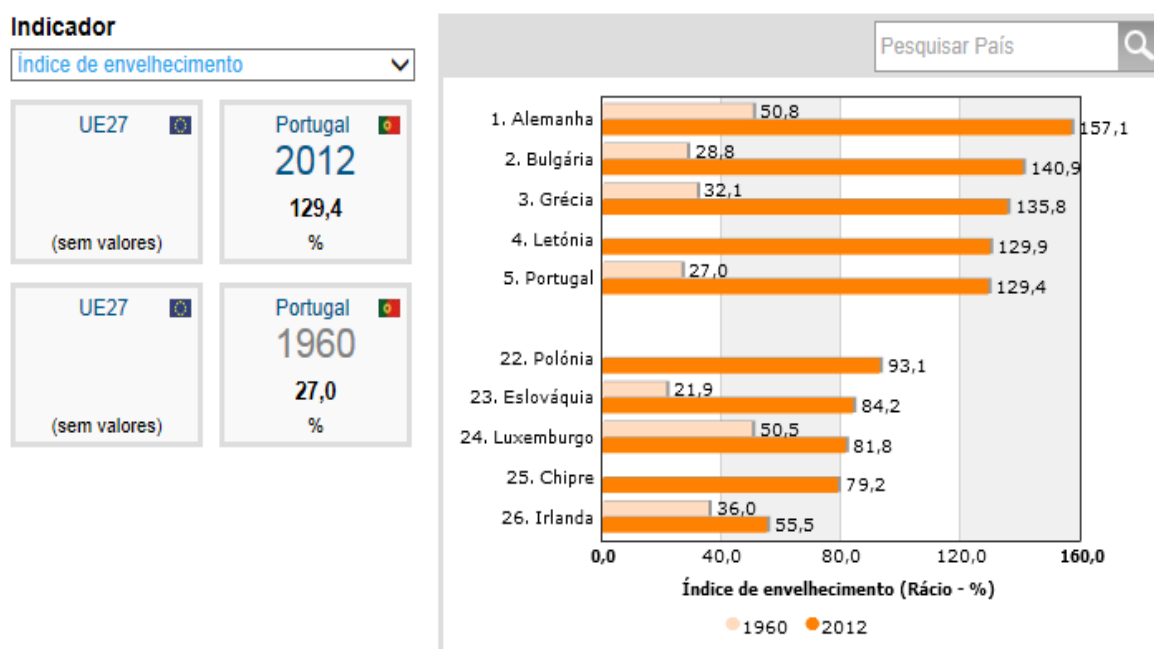 Indicador
Índice de envelhecimento
UE27
(sem valores)
Portugal
2012
129,4
%
UE27
(sem valores)
Portugal
1960
27,0
%
Pesquisar País
1. Alemanha 50,8 157,1
2. Bulgária 28,8 140,9
3. Grécia 32,1 135,8
4. Letónia 129,9
5. Portugal 27,0 129,4
22. Polónia 93,1
23. Eslováquia 21,9 84,2
24. Luxemburgo 50,5 81,8
25. Chipre 79,2
26. Irlanda 36,0 55,5
0,0 40,0 80,0 120,0 160,0
Índice de envelhecimento (Rácio - %)
1960 2012